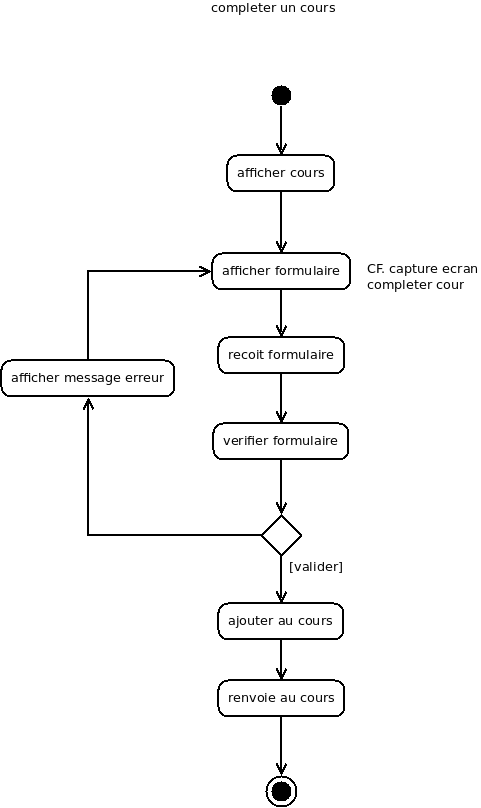 completer un cours
afficher cours
afficher formulaire
CF. capture ecran
completer cour
recoit formulaire
afficher message erreur
verifier formulaire
[valider]
ajouter au cours
renvoie au cours